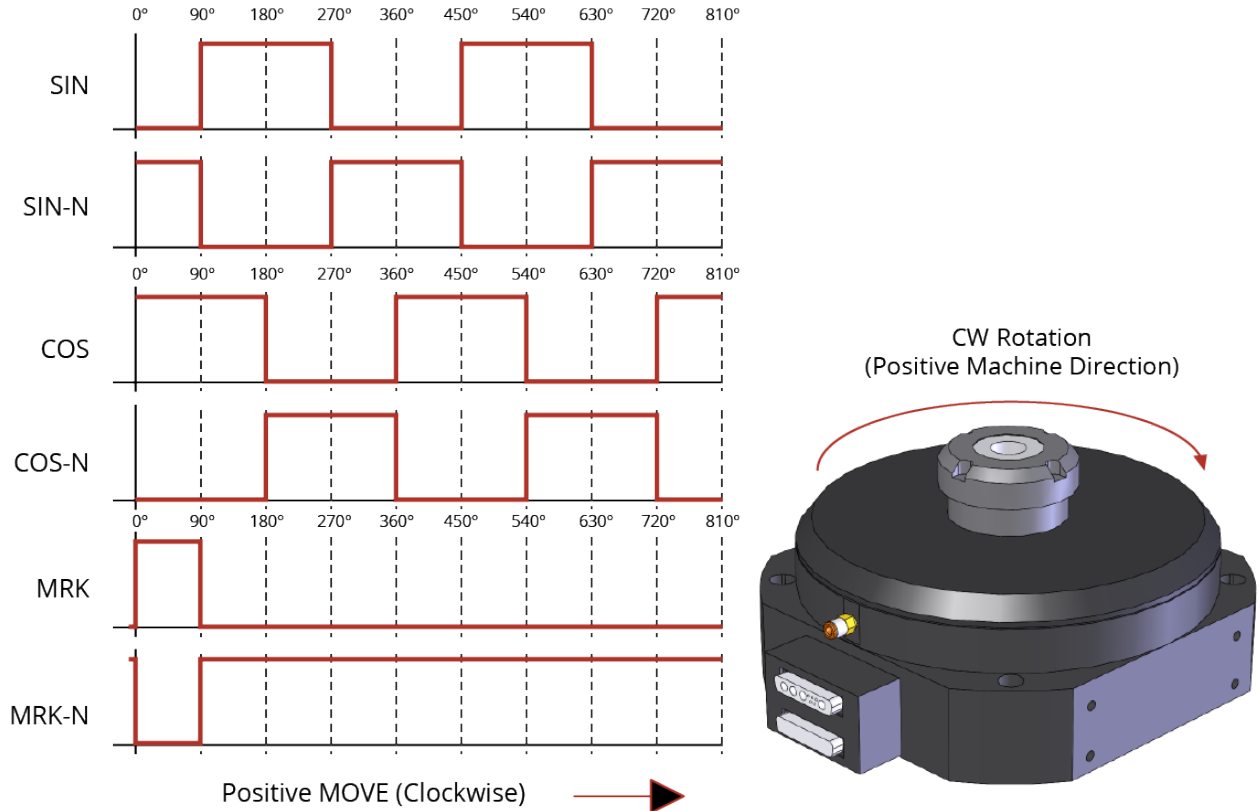 0° 90° 180° 270° 360° 450° 540° 630° 720° 810°
SIN
SIN-N
0° 90° 180° 270° 360° 450° 540° 630° 720° 810°
COS
COS-N
0° 90° 180° 270° 360° 450° 540° 630° 720° 810°
MRK
MRK-N
Positive MOVE (Clockwise)
CW Rotation
(Positive Machine Direction)